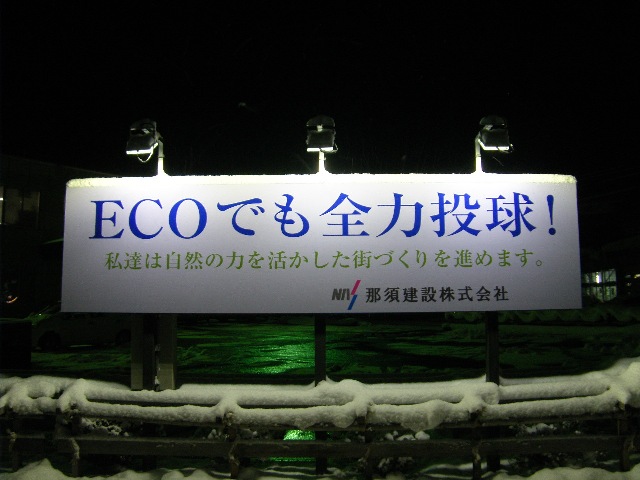 ECOでも全力投球！
私達は自然の力を活かした街づくりを進めます。
那須建設株式会社